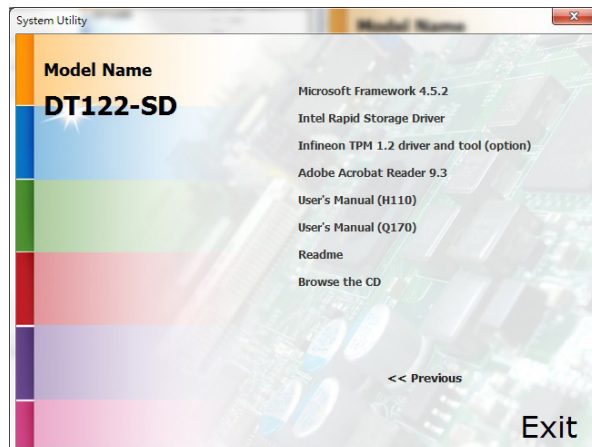 System Utility
Model Name
Model Name
DT122-SD
Microsoft Framework 4.5.2
Intel Rapid Storage Driver
Infineon TPM 1.2 driver and tool (option)
Adobe Acrobat Reader 9.3
User's Manual (H110)
User's Manual (Q170)
Readme
Browse the CD
<< Previous
Exit